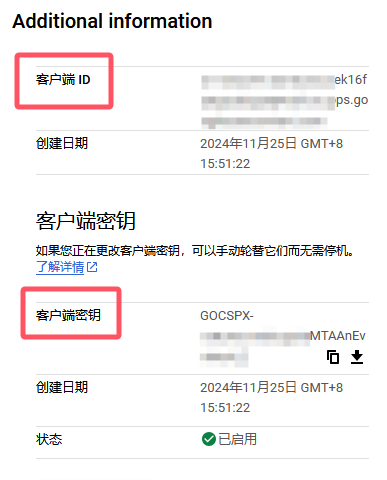 Additional information
客户端 ID
ek16f
ps.go
创建日期
2024年11月25日 GMT+8
15:51:22
客户端密钥
如果您正在更改客户端密钥，可以手动轮替它们而无需停机。
了解详情
客户端密钥
GOCSPX-
MTAAnEv
创建日期
2024年11月25日 GMT+8
15:51:22
状态
已启用